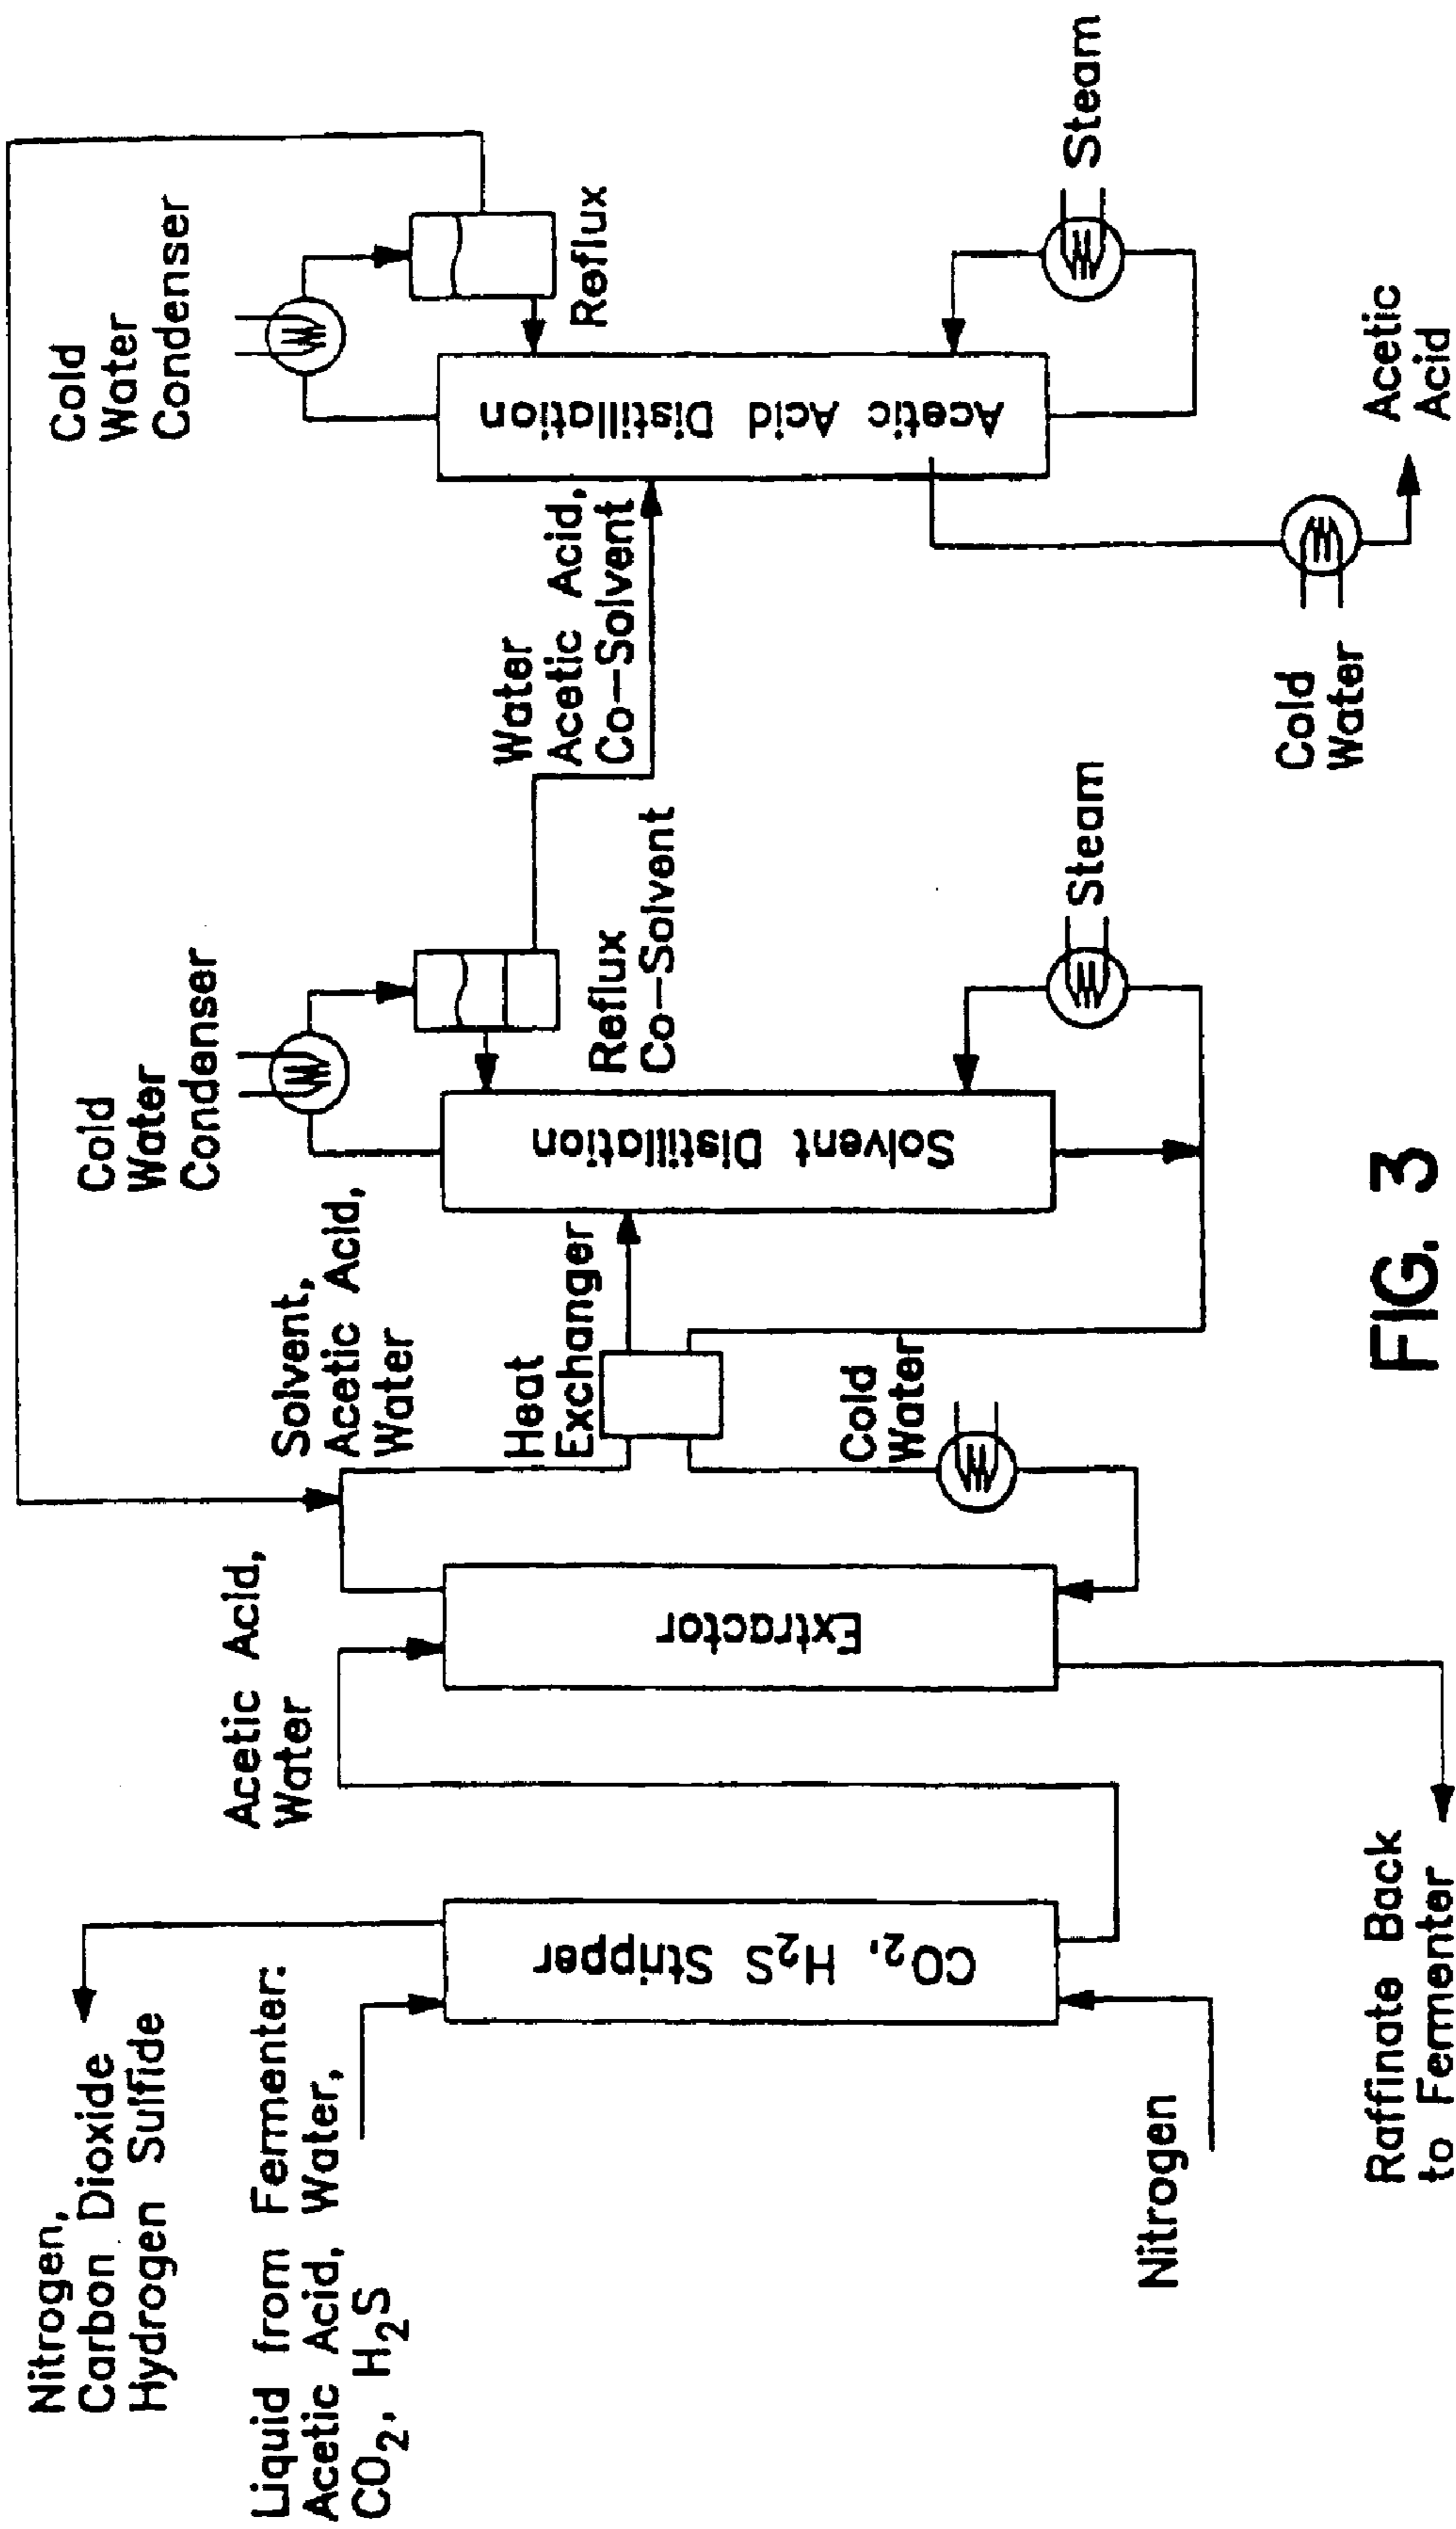 Nitrogen,
Carbon Dioxide
Hydrogen Sulfide
Liquid from Fermenter:
Acetic Acid, Water,
CO₂, H₂S
CO₂, H₂S Stripper
Nitrogen
Acetic Acid,
Water
Extractor
Raffinate Back
to Fermenter
Solvent,
Acetic Acid,
Water
Heat
Exchanger
Cold
Water
Cold
Water
Condenser
Solvent Distillation
Reflux
Co-Solvent
Steam
Water
Acetic Acid,
Co-Solvent
Cold
Water
Condenser
Reflux
Acetic Acid Distillation
Steam
Cold
Water
Acetic
Acid
FIG. 3